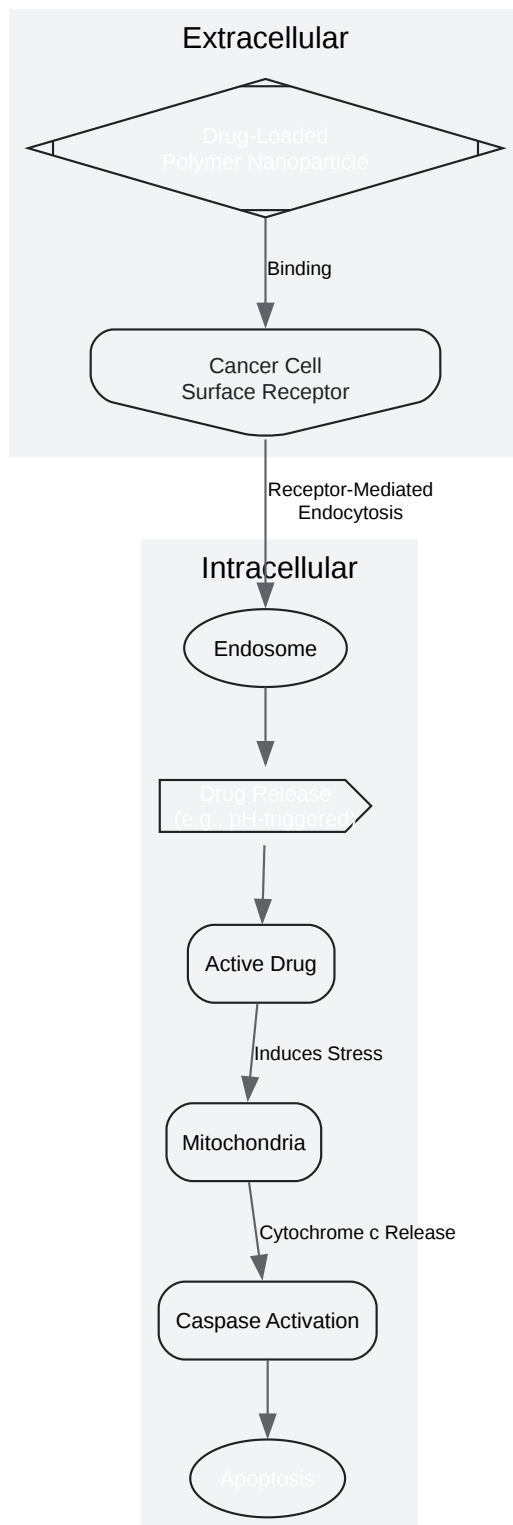 Extracellular
Drug-Loaded
Polymer Nanoparticle
Binding
Cancer Cell
Surface Receptor
Receptor-Mediated
Endocytosis
Intracellular
Endosome
Drug Release
(e.g., pH-triggered)
Active Drug
Induces Stress
Mitochondria
Cytochrome c Release
Caspase Activation
Apoptosis